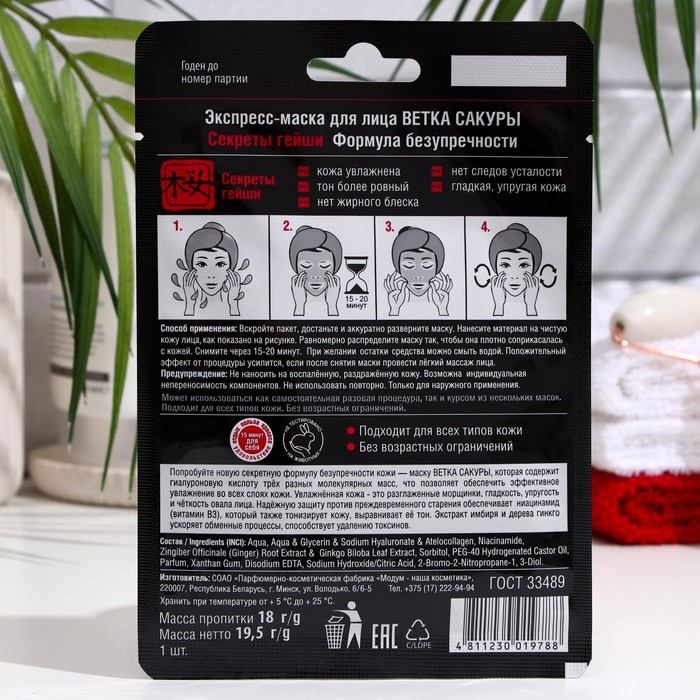 Годен до
номер партии
Экспресс-маска для лица ВЕТКА САКУРЫ
Секреты гейши Формула безупречности
桜
Секреты
гейши
кожа увлажнена
тон более ровный
нет жирного блеска
нет следов усталости
гладкая, упругая кожа
1.
2.
3.
4.
15 - 20
минут
Способ применения: Вскройте пакет, достаньте и аккуратно разверните маску. Нанесите материал на чистую
кожу лица, как показано на рисунке. Равномерно распределите маску так, чтобы она плотно соприкасалась
с кожей. Снимите через 15-20 минут. При желании остатки средства можно смыть водой. Положительный
эффект от процедуры усилится, если после снятия маски провести лёгкий массаж лица.
Предупреждение: Не наносить на воспалённую, раздражённую кожу. Возможна индивидуальная
непереносимость компонентов. Не использовать повторно. Только для наружного применения.
Может использоваться как самостоятельная разовая процедура, так и курсом из нескольких масок.
Подходит для всех типов кожи. Без возрастных ограничений.
15 минут
для
себя
НЕ ТЕСТИРОВАНО
НА ЖИВОТНЫХ
Подходит для всех типов кожи
Без возрастных ограничений
Попробуйте новую секретную формулу безупречности кожи — маску ВЕТКА САКУРЫ, которая содержит
гиалуроновую кислоту трёх разных молекулярных масс, что позволяет обеспечить эффективное
увлажнение во всех слоях кожи. Увлажнённая кожа - это разглаженные морщинки, гладкость, упругость
и чёткость овала лица. Надёжную защиту против преждевременного старения обеспечивает ниацинамид
(витамин B3), который также тонизирует кожу, выравнивает её тон. Экстракт имбиря и дерева гинкго
ускоряет обменные процессы, способствует удалению токсинов.
Состав / Ingredients (INCI): Aqua, Aqua & Glycerin & Sodium Hyaluronate & Atelocollagen, Niacinamide,
Zingiber Officinale (Ginger) Root Extract & Ginkgo Biloba Leaf Extract, Sorbitol, PEG-40 Hydrogenated Castor Oil,
Parfum, Xanthan Gum, Disodium EDTA, Sodium Hydroxide/Citric Acid, 2-Bromo-2-Nitropropane-1, 3-Diol.
Изготовитель: СОАО «Парфюмерно-косметическая фабрика «Модум - наша косметика»,
220007, Республика Беларусь, г. Минск, ул. Володько, 6/6-5 Тел. +375 (17) 222-94-94
ГОСТ 33489
Хранить при температуре от + 5 °C до + 25 °C.
Масса пропитки 18 г/g
Масса нетто 19,5 г/g
1 шт.
EAC
C/LDPE
4 811230 019788